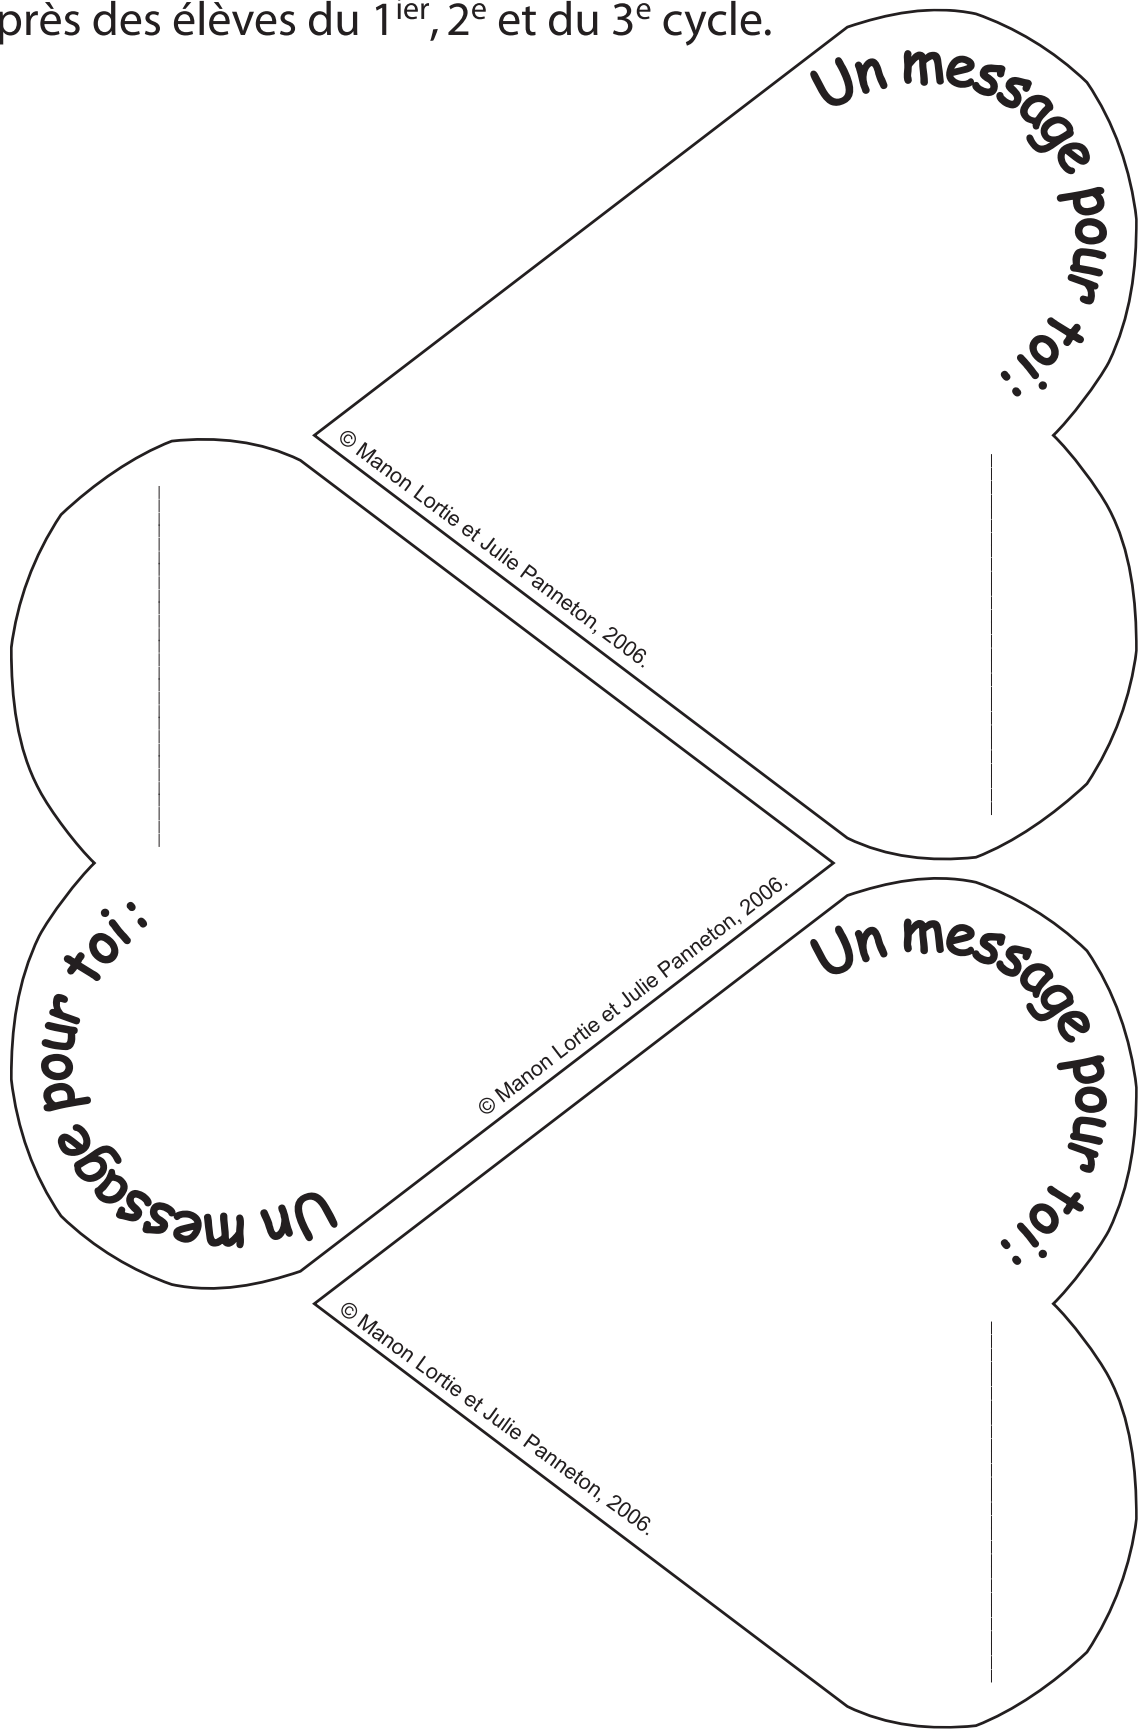 près des élèves du 1ier, 2e et du 3e cycle.
Un message pour toi:
© Manon Lortie et Julie Panneton, 2006.
Un message pour toi:
© Manon Lortie et Julie Panneton, 2006.
Un message pour toi:
© Manon Lortie et Julie Panneton, 2006.